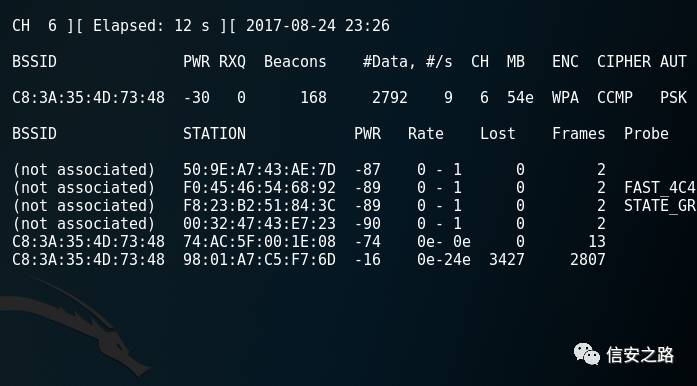 CH  6 ][ Elapsed: 12 s ][ 2017-08-24 23:26
BSSID              PWR RXQ  Beacons    #Data, #/s  CH  MB   ENC  CIPHER AUT
C8:3A:35:4D:73:48  -30   0      168     2792    9   6  54e  WPA  CCMP   PSK
BSSID              STATION            PWR   Rate    Lost    Frames  Probe
(not associated)   50:9E:A7:43:AE:7D  -87    0 - 1      0        2
(not associated)   F0:45:46:54:68:92  -89    0 - 1      0        2  FAST_4C4
(not associated)   F8:23:B2:51:84:3C  -89    0 - 1      0        2  STATE_GR
(not associated)   00:32:47:43:E7:23  -90    0 - 1      0        2
C8:3A:35:4D:73:48  74:AC:5F:00:1E:08  -74    0e- 0e     0       13
C8:3A:35:4D:73:48  98:01:A7:C5:F7:6D  -16    0e-24e  3427     2807
信安之路